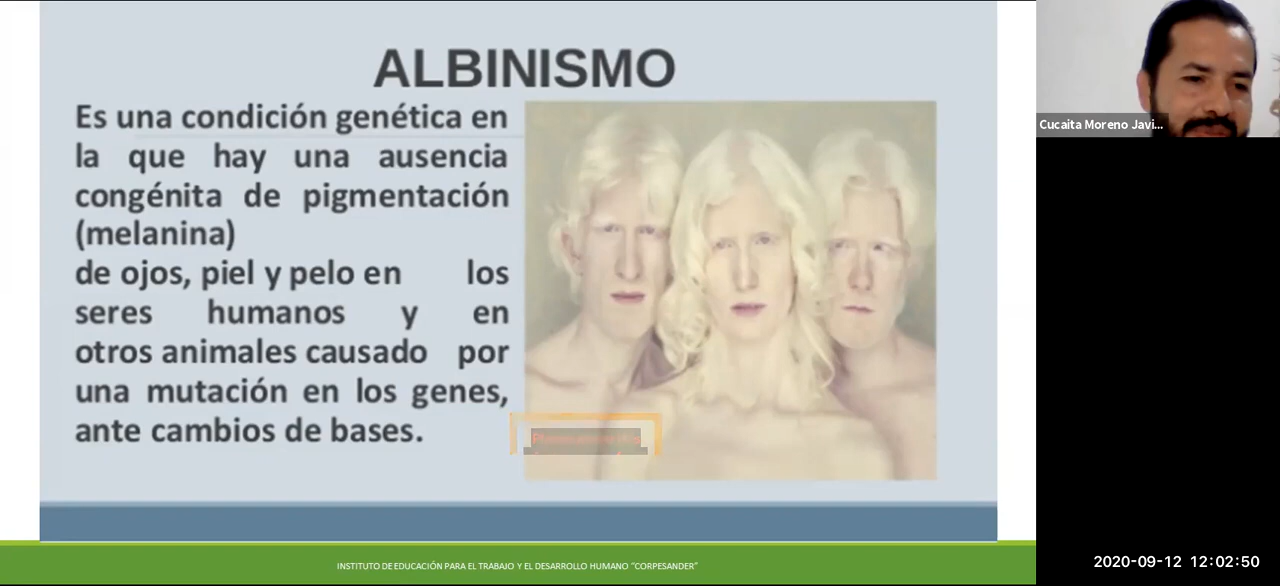 ALBINISMO
Es una condición genética en
la que hay una ausencia
congénita de pigmentación
(melanina)
de ojos, piel y pelo en los
seres humanos y en
otros animales causado por
una mutación en los genes,
ante cambios de bases.
INSTITUTO DE EDUCACIÓN PARA EL TRABAJO Y EL DESARROLLO HUMANO “CORPESANDER”
Cucaita Moreno Javi...
2020-09-12 12:02:50